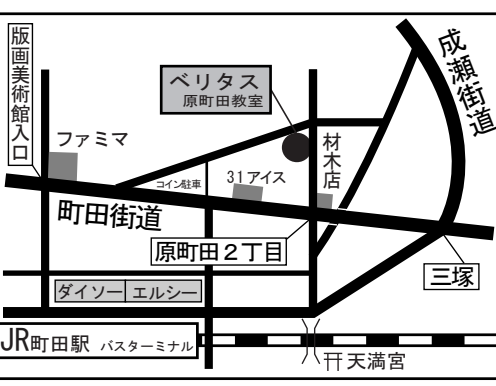 版画美術館入口
ファミマ
ベリタス
原町田教室
成瀬街道
材木店
コイン駐車
31アイス
町田街道
原町田2丁目
三塚
ダイソー
エルシー
JR町田駅 バスターミナル
天満宮